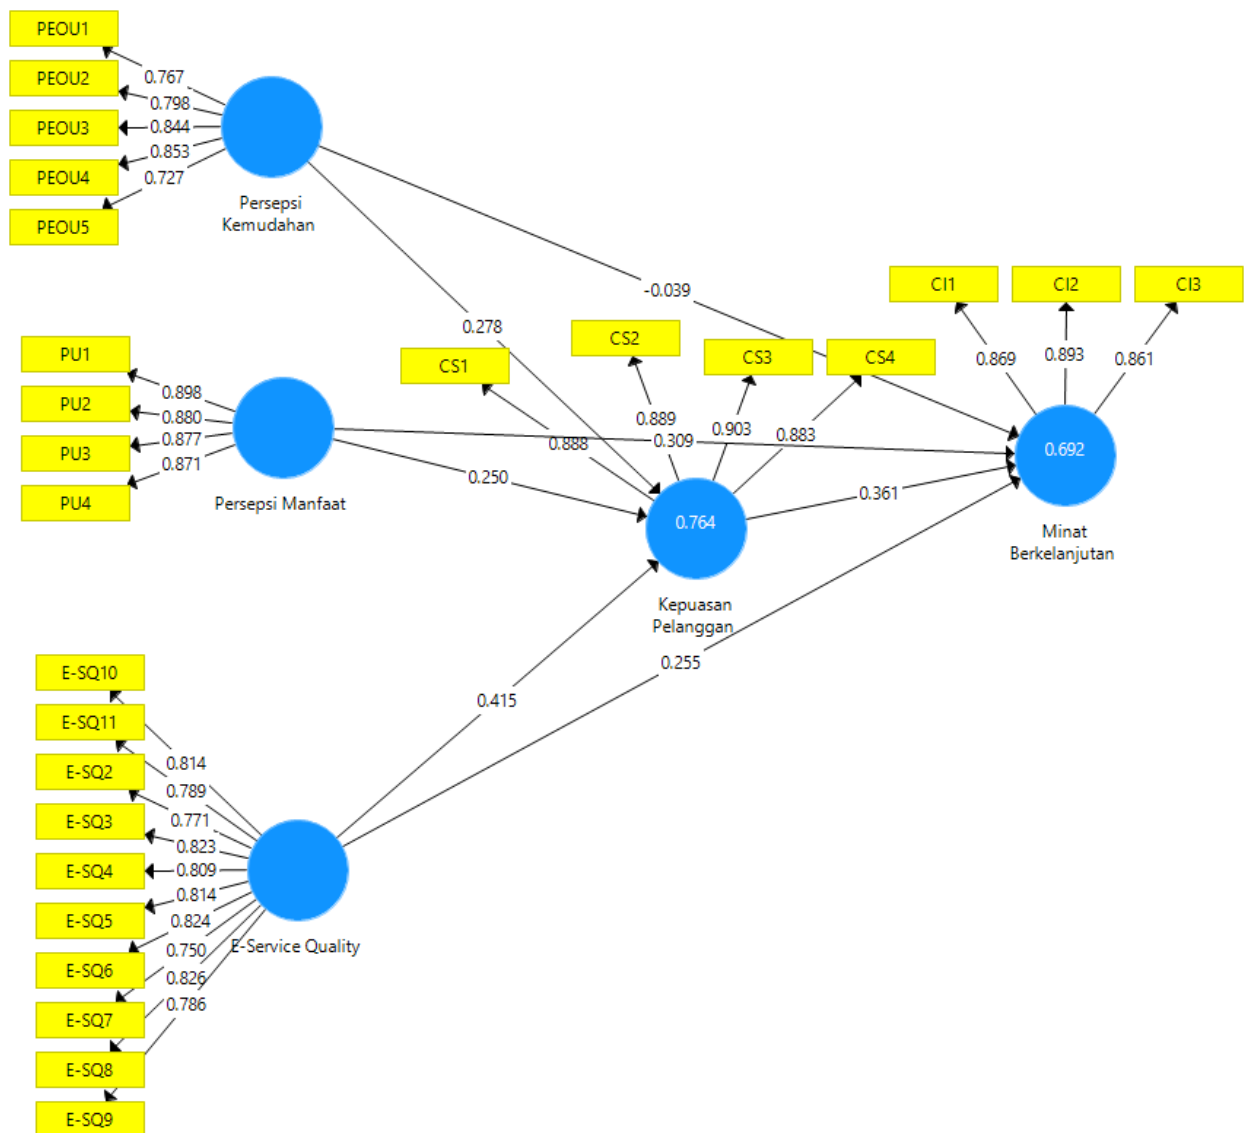 PEOU1
PEOU2
PEOU3
PEOU4
PEOU5
0.767
0.798
0.844
0.853
0.727
Persepsi
Kemudahan
-0.039
0.278
PU1
PU2
PU3
PU4
0.898
0.880
0.877
0.871
Persepsi Manfaat
0.309
0.250
CS1
CS2
CS3
CS4
0.888
0.889
0.903
0.883
0.764
Kepuasan
Pelanggan
0.361
CI1
CI2
CI3
0.869
0.893
0.861
0.692
Minat
Berkelanjutan
E-SQ10
E-SQ11
E-SQ2
E-SQ3
E-SQ4
E-SQ5
E-SQ6
E-SQ7
E-SQ8
E-SQ9
0.814
0.789
0.771
0.823
0.809
0.814
0.824
0.750
0.826
0.786
E-Service Quality
0.415
0.255